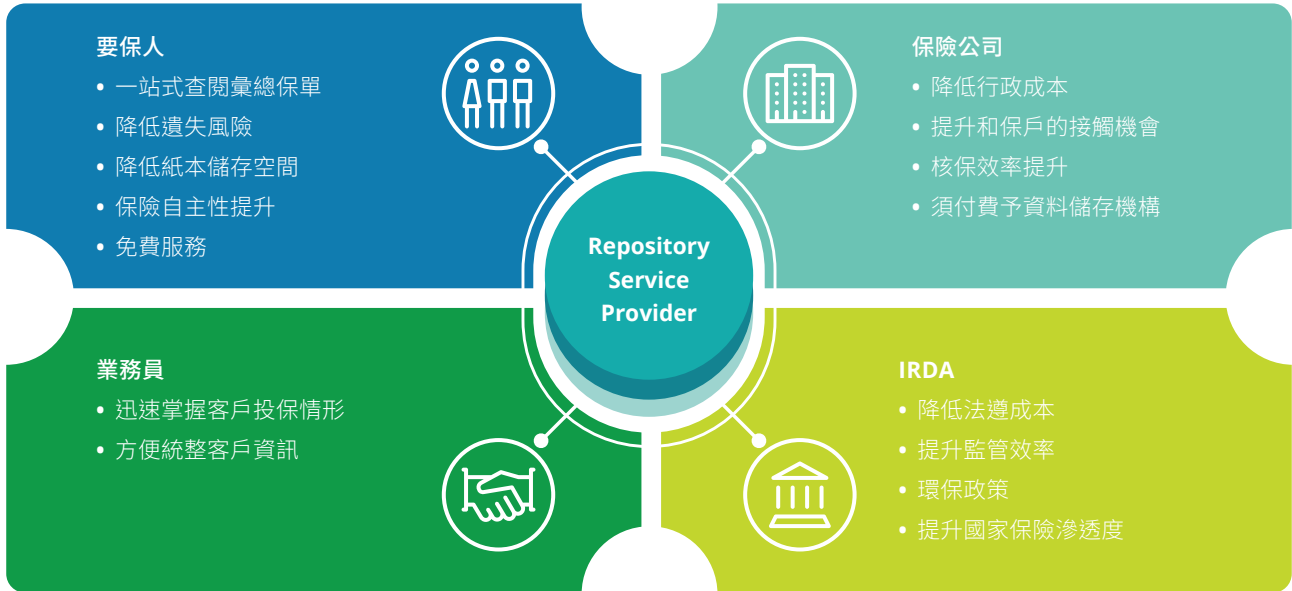 要保人
• 一站式查閱彙總保單
• 降低遺失風險
• 降低紙本儲存空間
• 保險自主性提升
• 免費服務
保險公司
• 降低行政成本
• 提升和保戶的接觸機會
• 核保效率提升
• 須付費予資料儲存機構
Repository
Service
Provider
業務員
• 迅速掌握客戶投保情形
• 方便統整客戶資訊
IRDA
• 降低法遵成本
• 提升監管效率
• 環保政策
• 提升國家保險滲透度